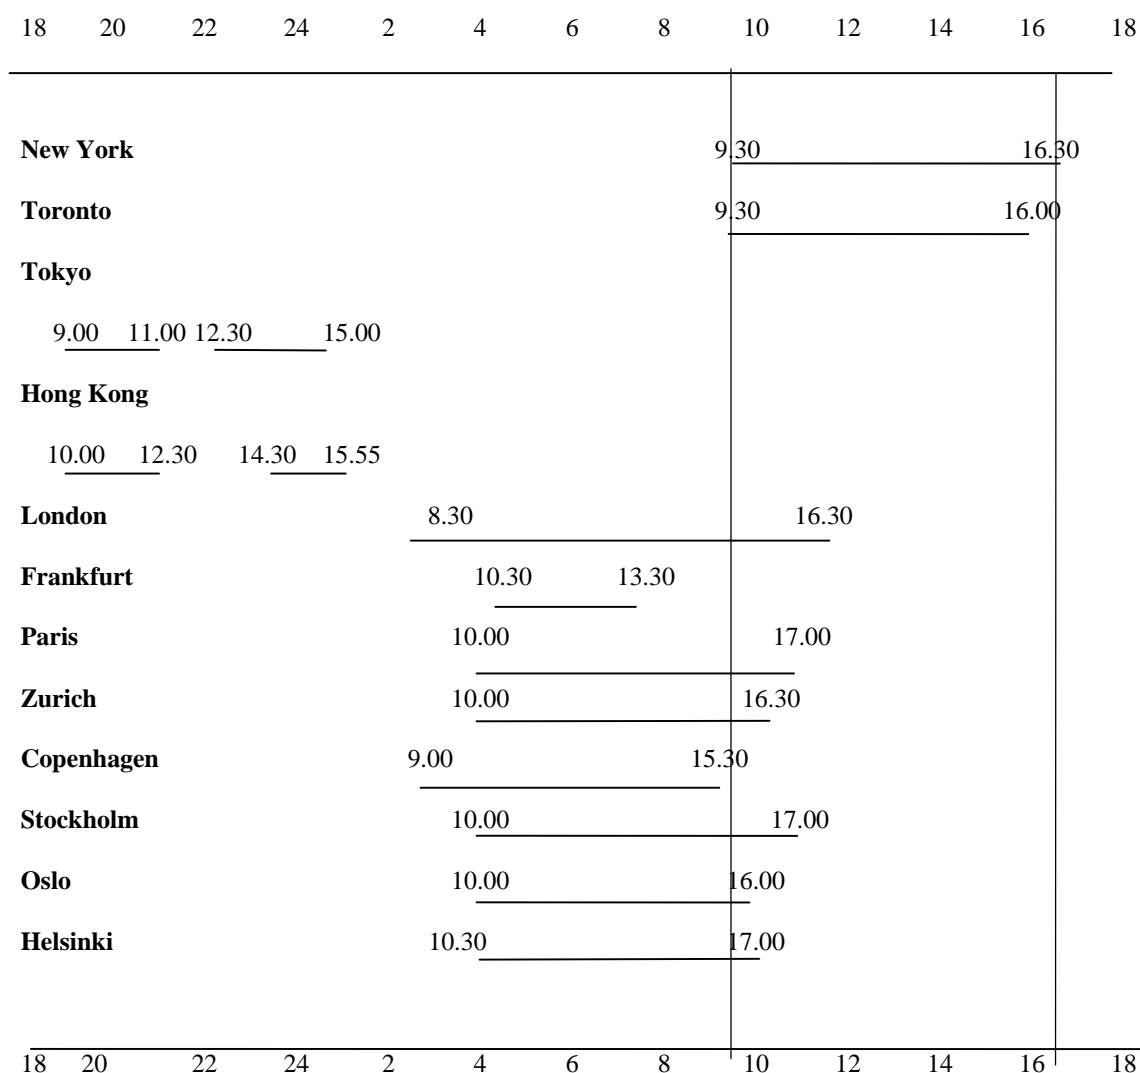 18 20 22 24 2 4 6 8 10 12 14 16 18
New York 9.30 16.30
Toronto 9.30 16.00
Tokyo
9.00 11.00 12.30 15.00
Hong Kong
10.00 12.30 14.30 15.55
London 8.30 16.30
Frankfurt 10.30 13.30
Paris 10.00 17.00
Zurich 10.00 16.30
Copenhagen 9.00 15.30
Stockholm 10.00 17.00
Oslo 10.00 16.00
Helsinki 10.30 17.00
18 20 22 24 2 4 6 8 10 12 14 16 18